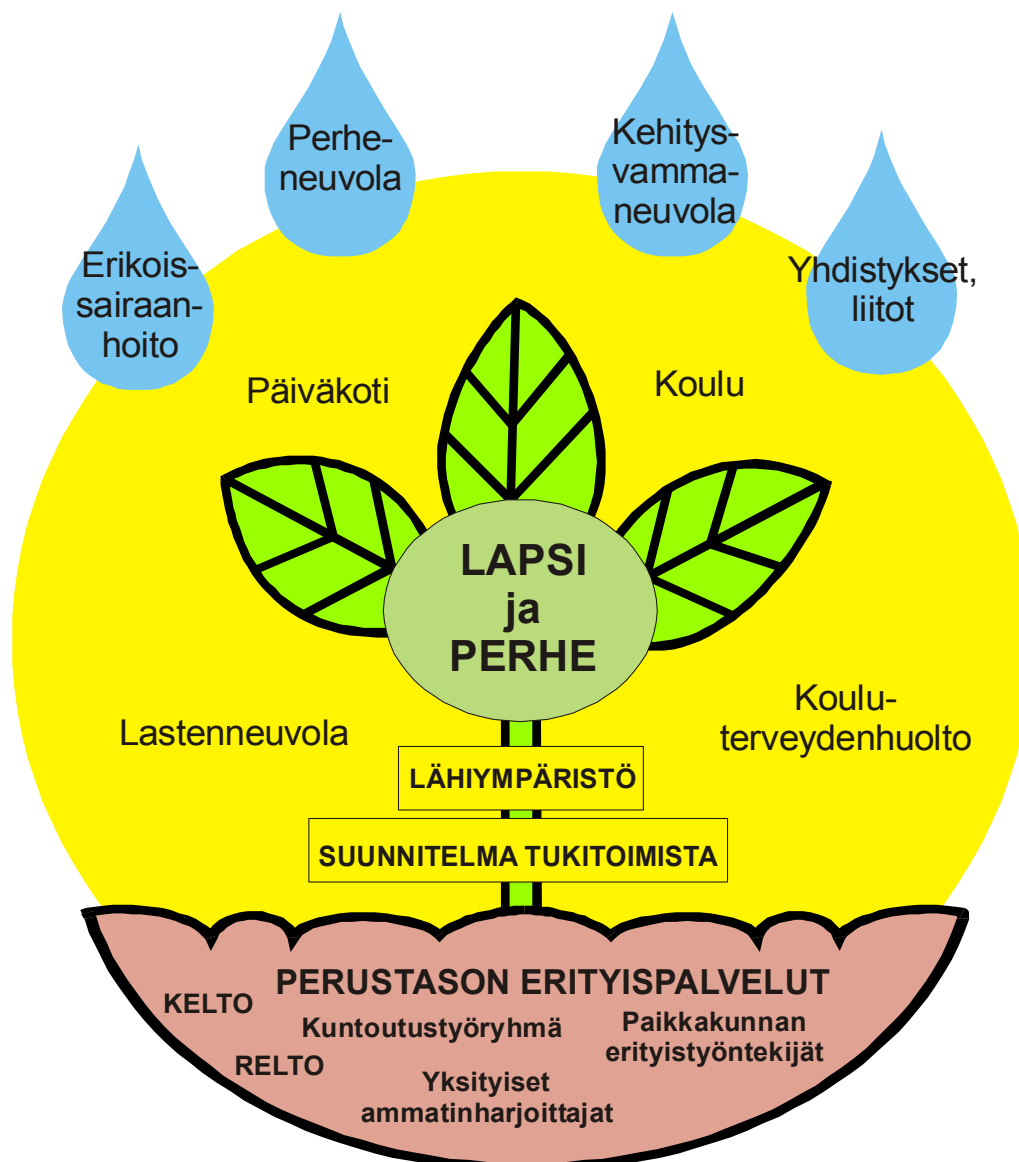 Perhe-
neuvola
Kehitys-
vamma-
neuvola
Erikois-
sairaan-
hoito
Yhdistykset,
liitot
Päiväkoti
Koulu
LAPSI
ja
PERHE
Lastenneuvola
Koulu-
terveydenhuolto
LÄHIYMPÄRISTÖ
SUUNNITELMA TUKITOIMISTA
PERUSTASON ERITYISPALVELUT
KELTO
Kuntoutustyöryhmä
Paikkakunnan
erityistyöntekijät
RELTO
Yksityiset
ammatinharjoittajat